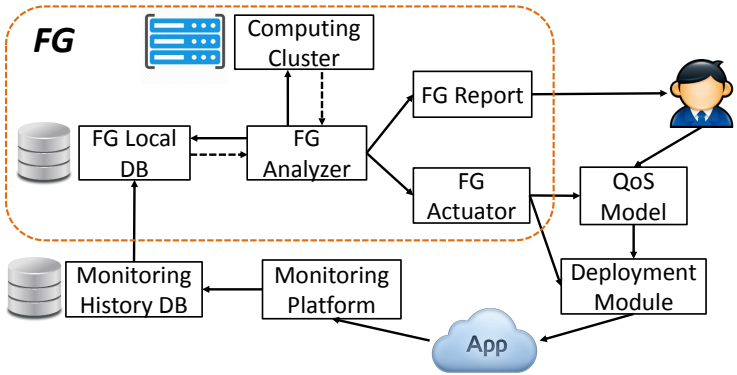 FG
Computing
Cluster
FG Report
FG Local
DB
FG
Analyzer
FG
Actuator
QoS
Model
Monitoring
History DB
Monitoring
Platform
Deployment
Module
App